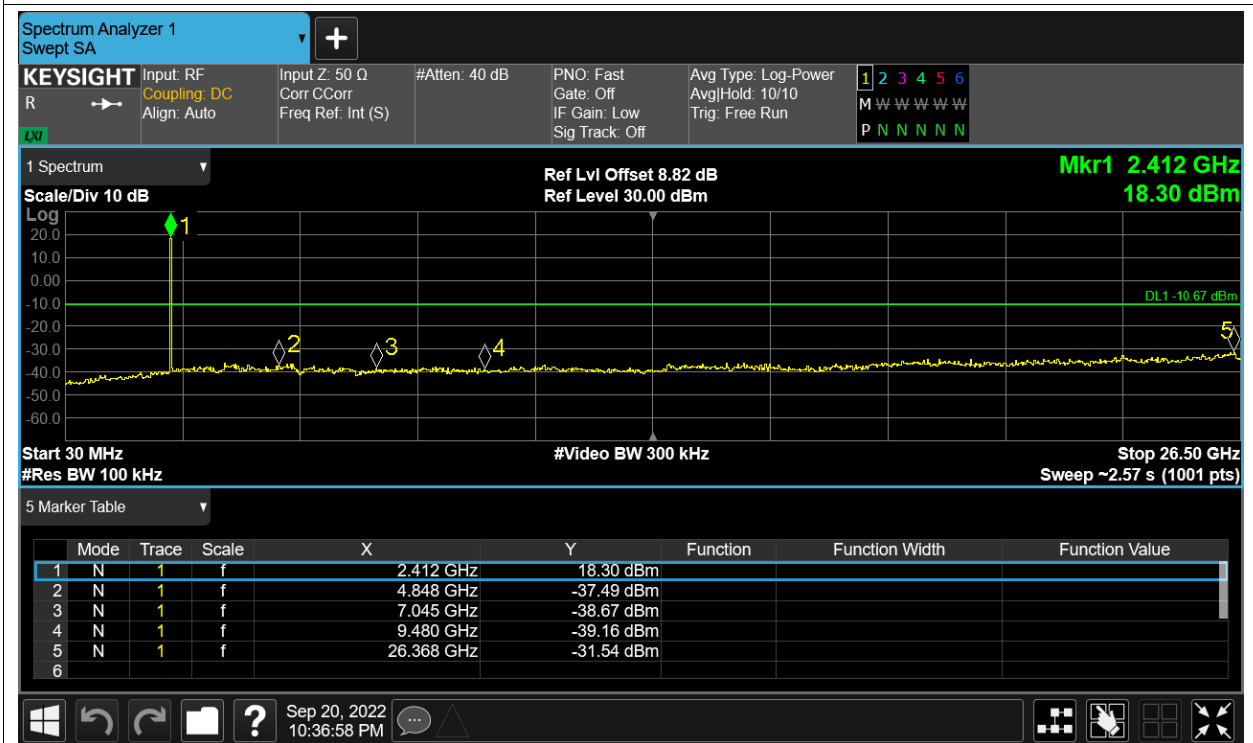 Spectrum Analyzer 1
Swept SA
KEYSIGHT Input: RF Input Z: 50 Ω #Atten: 40 dB PNO: Fast Avg Type: Log-Power 1 2 3 4 5 6
R Coupling: DC Corr CCorr Gate: Off Avg|Hold: 10/10 M W W W W W
Align: Auto Freq Ref: Int (S) IF Gain: Low Trig: Free Run
LXI Sig Track: Off P N N N N N
1 Spectrum Ref Lvl Offset 8.82 dB Mkr1 2.412 GHz
Scale/Div 10 dB Ref Level 30.00 dBm 18.30 dBm
Log
1
20.0
10.0
0.00
-10.0 DL1 -10.67 dBm
-20.0
2 3 4 5
-30.0
-40.0
-50.0
-60.0
Start 30 MHz #Video BW 300 kHz Stop 26.50 GHz
#Res BW 100 kHz Sweep ~2.57 s (1001 pts)
5 Marker Table
Mode Trace Scale X Y Function Function Width Function Value
1 N 1 f 2.412 GHz 18.30 dBm
2 N 1 f 4.848 GHz -37.49 dBm
3 N 1 f 7.045 GHz -38.67 dBm
4 N 1 f 9.480 GHz -39.16 dBm
5 N 1 f 26.368 GHz -31.54 dBm
6
? Sep 20, 2022
10:36:58 PM